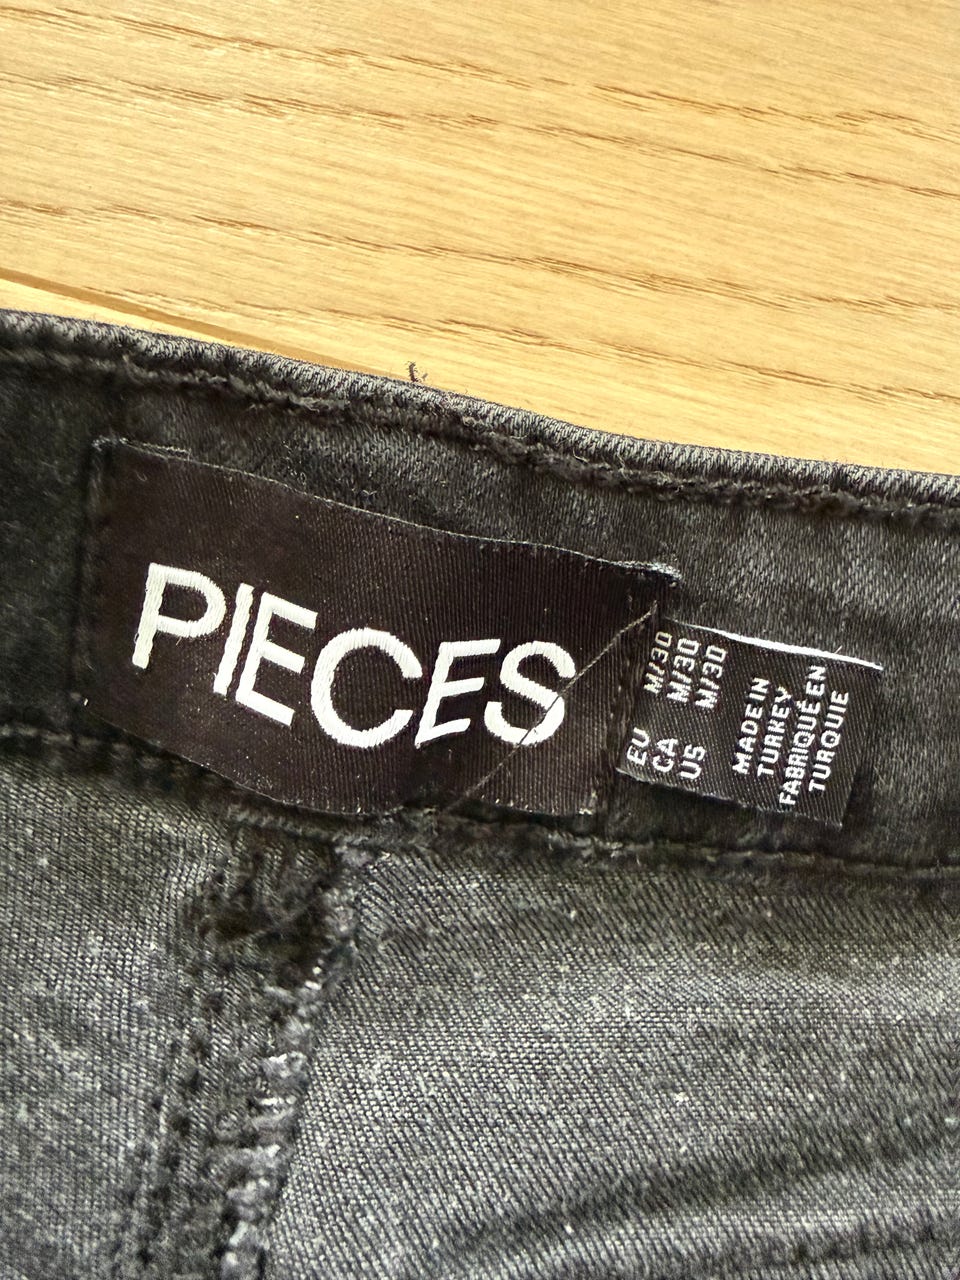 PIECES
EU M/30
CA M/30
US M/30
MADE IN
TURKEY
FABRIQUÉ EN
TURQUIE